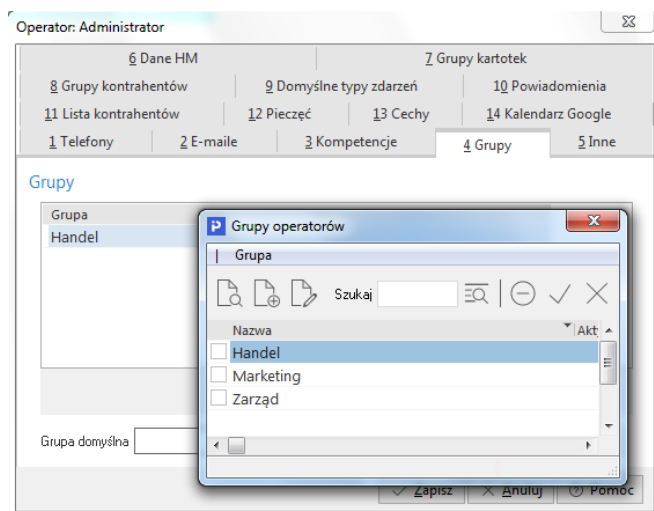 Operator: Administrator
6 Dane HM 7 Grupy kartotek
8 Grupy kontrahentów 9 Domyślne typy zdarzeń 10 Powiadomienia
11 Lista kontrahentów 12 Pieczęć 13 Cechy 14 Kalendarz Google
1 Telefony 2 E-maile 3 Kompetencje 4 Grupy 5 Inne
Grupy
Grupa
Handel
Grupy operatorów
Grupa
Szukaj
Nazwa Akt
Handel
Marketing
Zarząd
Grupa domyślna
Zapisz Anuluj Pomoc